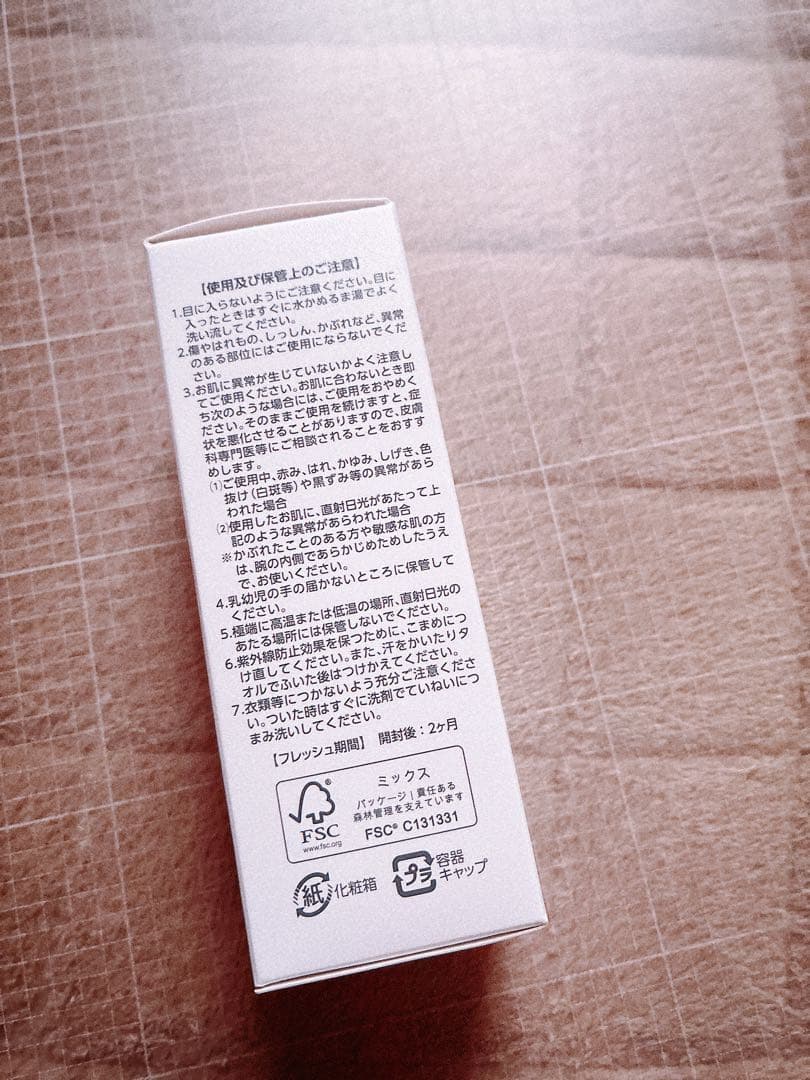 【使用及び保管上のご注意】
1.目に入らないようにご注意ください。目に
入ったときはすぐに水かぬるま湯でよく
洗い流してください。
2.傷やはれもの、しっしん、かぶれなど、異常
のある部位にはご使用にならないでくだ
さい。
3.お肌に異常が生じていないかよく注意し
てご使用ください。お肌に合わないとき即
ち次のような場合には、ご使用をおやめく
ださい。そのままご使用を続けますと、症
状を悪化させることがありますので、皮膚
科専門医等にご相談されることをおすす
めします。
(1)ご使用中、赤み、はれ、かゆみ、しげき、色
抜け(白斑等)や黒ずみ等の異常があら
われた場合
(2)使用したお肌に、直射日光があたって上
記のような異常があらわれた場合
※かぶれたことのある方や敏感な肌の方
は、腕の内側であらかじめためしたうえ
で、お使いください。
4.乳幼児の手の届かないところに保管して
ください。
5.極端に高温または低温の場所、直射日光の
あたる場所には保管しないでください。
6.紫外線防止効果を保つために、こまめにつ
け直してください。また、汗をかいたりタ
オルでふいた後はつけかえてください。
7.衣類等につかないよう充分ご注意くださ
い。ついた時はすぐに洗剤でていねいにつ
まみ洗いしてください。
【フレッシュ期間】 開封後:2ヶ月
®
FSC
www.fsc.org
ミックス
パッケージ|責任ある
森林管理を支えています
FSC® C131331
紙 化粧箱
プラ 容器
キャップ